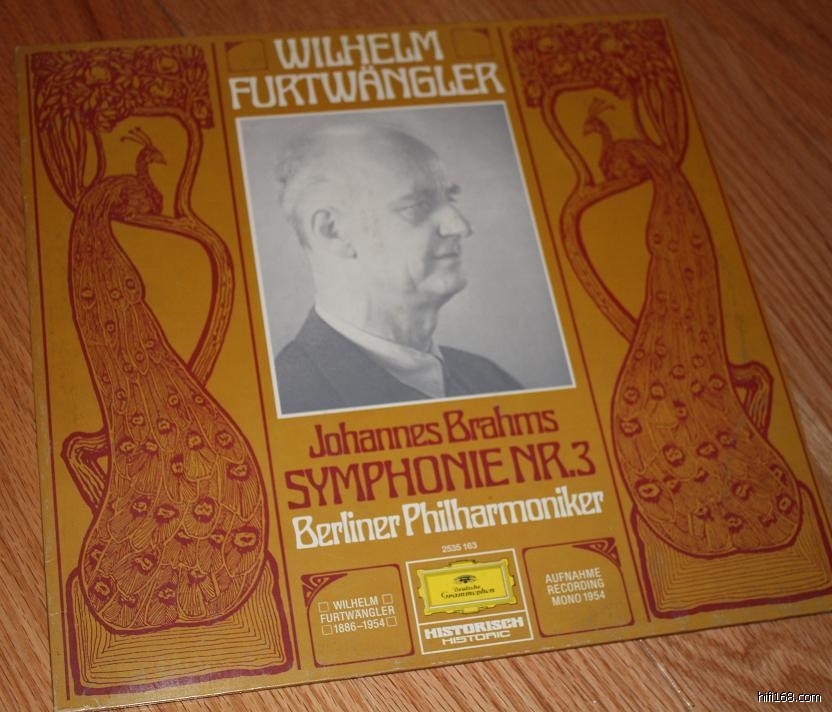 WILHELM
FURTWÄNGLER
Johannes Brahms
SYMPHONIE NR.3
Berliner Philharmoniker
2535 163
WILHELM
FURTWÄNGLER
1886–1954
Deutsche
Grammophon
HISTORISCH
HISTORIC
AUFNAHME
RECORDING
MONO 1954
hifi168.com